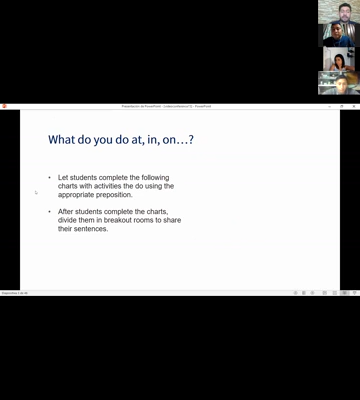 What do you do at, in, on…?
• Let students complete the following
charts with activities the do using the
appropriate preposition.
• After students complete the charts,
divide them in breakout rooms to share
their sentences.